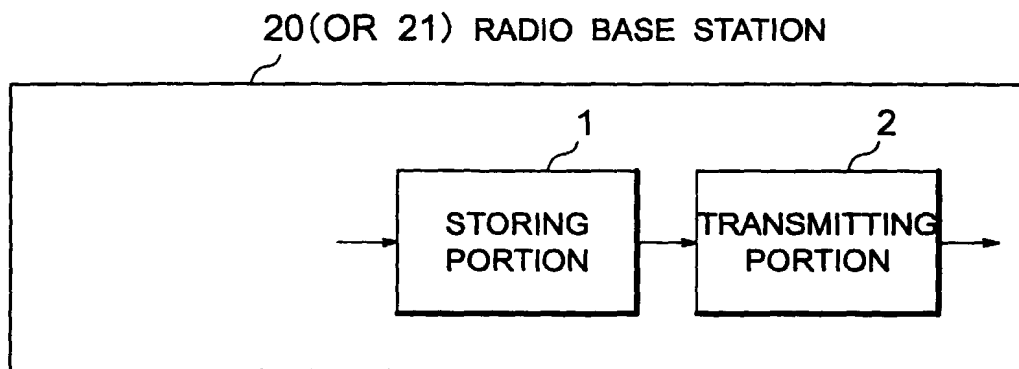 20(OR 21) RADIO BASE STATION
1
2
STORING
PORTION
TRANSMITTING
PORTION